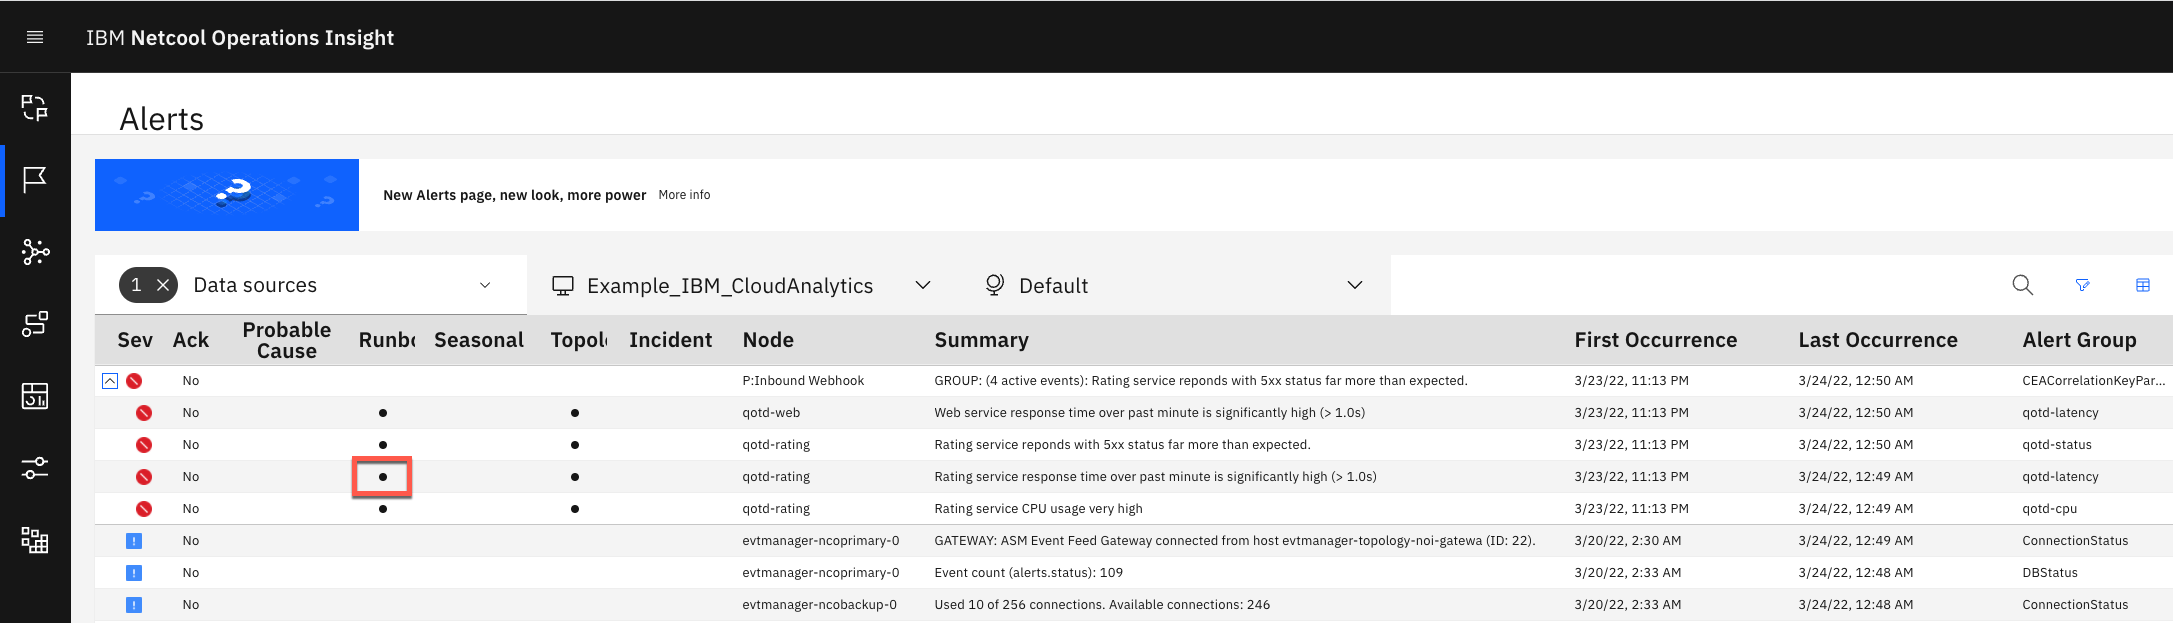 IBM Netcool Operations Insight
Alerts
New Alerts page, new look, more power More info
1 Data sources Example_IBM_CloudAnalytics Default
Sev Ack Probable Cause Runbo Seasonal Topolo Incident Node Summary First Occurrence Last Occurrence Alert Group
No P:Inbound Webhook GROUP: (4 active events): Rating service reponds with 5xx status far more than expected. 3/23/22, 11:13 PM 3/24/22, 12:50 AM CEACorrelationKeyPar...
No qotd-web Web service response time over past minute is significantly high (> 1.0s) 3/23/22, 11:13 PM 3/24/22, 12:50 AM qotd-latency
No qotd-rating Rating service reponds with 5xx status far more than expected. 3/23/22, 11:13 PM 3/24/22, 12:50 AM qotd-status
No qotd-rating Rating service response time over past minute is significantly high (> 1.0s) 3/23/22, 11:13 PM 3/24/22, 12:49 AM qotd-latency
No qotd-rating Rating service CPU usage very high 3/23/22, 11:13 PM 3/24/22, 12:49 AM qotd-cpu
No evtmanager-ncoprimary-0 GATEWAY: ASM Event Feed Gateway connected from host evtmanager-topology-noi-gatewa (ID: 22). 3/20/22, 2:30 AM 3/24/22, 12:49 AM ConnectionStatus
No evtmanager-ncoprimary-0 Event count (alerts.status): 109 3/20/22, 2:33 AM 3/24/22, 12:48 AM DBStatus
No evtmanager-ncobackup-0 Used 10 of 256 connections. Available connections: 246 3/20/22, 2:33 AM 3/24/22, 12:48 AM ConnectionStatus